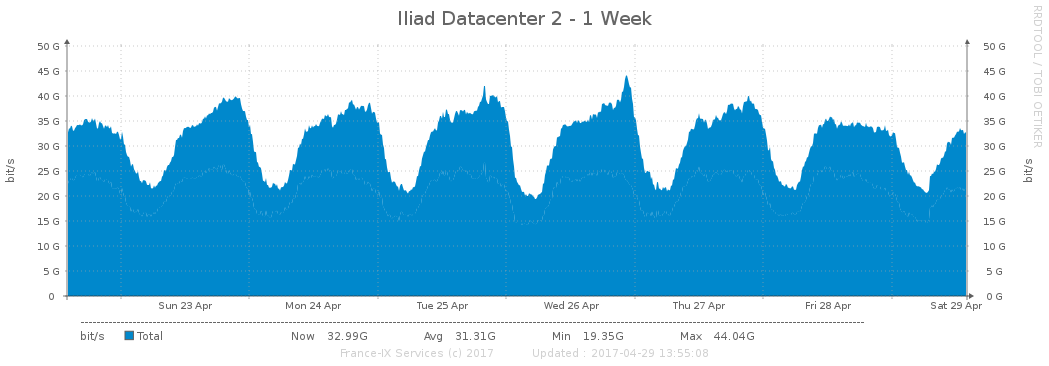 Iliad Datacenter 2 - 1 Week
RRDTOOL / TOBI OETIKER
bit/s
50 G 50 G
45 G 45 G
40 G 40 G
35 G 35 G
30 G 30 G
25 G 25 G
20 G 20 G
15 G 15 G
10 G 10 G
5 G 5 G
0 0 G
bit/s
Sun 23 Apr Mon 24 Apr Tue 25 Apr Wed 26 Apr Thu 27 Apr Fri 28 Apr Sat 29 Apr
bit/s Total Now 32.99G Avg 31.31G Min 19.35G Max 44.04G
France-IX Services (c) 2017 Updated : 2017-04-29 13:55:08